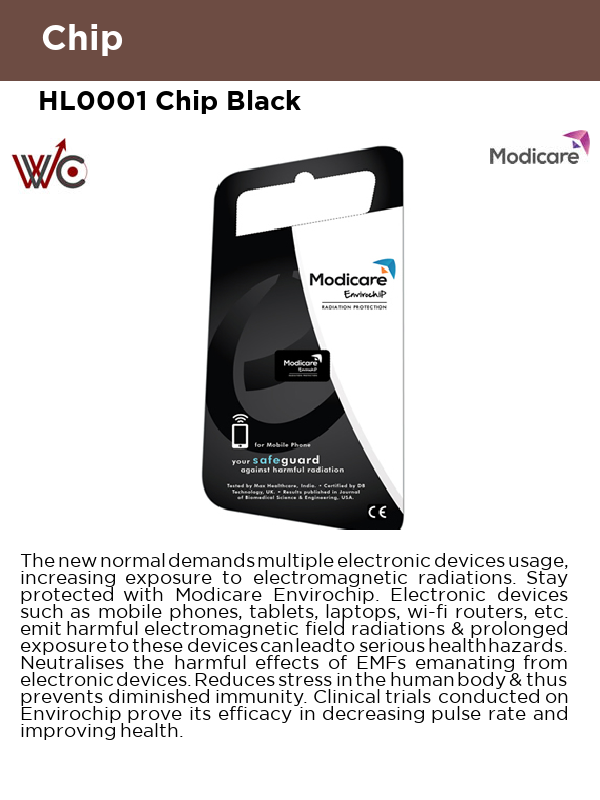 Chip
HL0001 Chip Black
WC
Modicare
Modicare
Envirochip
RADIATION PROTECTION
Modicare
Envirochip
for Mobile Phone
your safeguard
against harmful radiation
Tested by Max Healthcare, India. • Certified by DB
Technology, UK. • Results published in Journal
of Biomedical Science & Engineering, USA.
CE
The new normal demands multiple electronic devices usage,
increasing exposure to electromagnetic radiations. Stay
protected with Modicare Envirochip. Electronic devices
such as mobile phones, tablets, laptops, wi-fi routers, etc.
emit harmful electromagnetic field radiations & prolonged
exposure to these devices can lead to serious health hazards.
Neutralises the harmful effects of EMFs emanating from
electronic devices. Reduces stress in the human body & thus
prevents diminished immunity. Clinical trials conducted on
Envirochip prove its efficacy in decreasing pulse rate and
improving health.